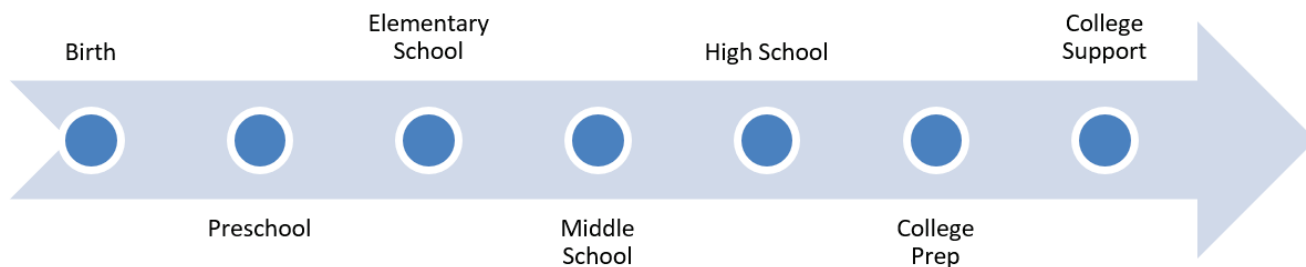 Birth
Preschool
Elementary
School
Middle
School
High School
College
Prep
College
Support